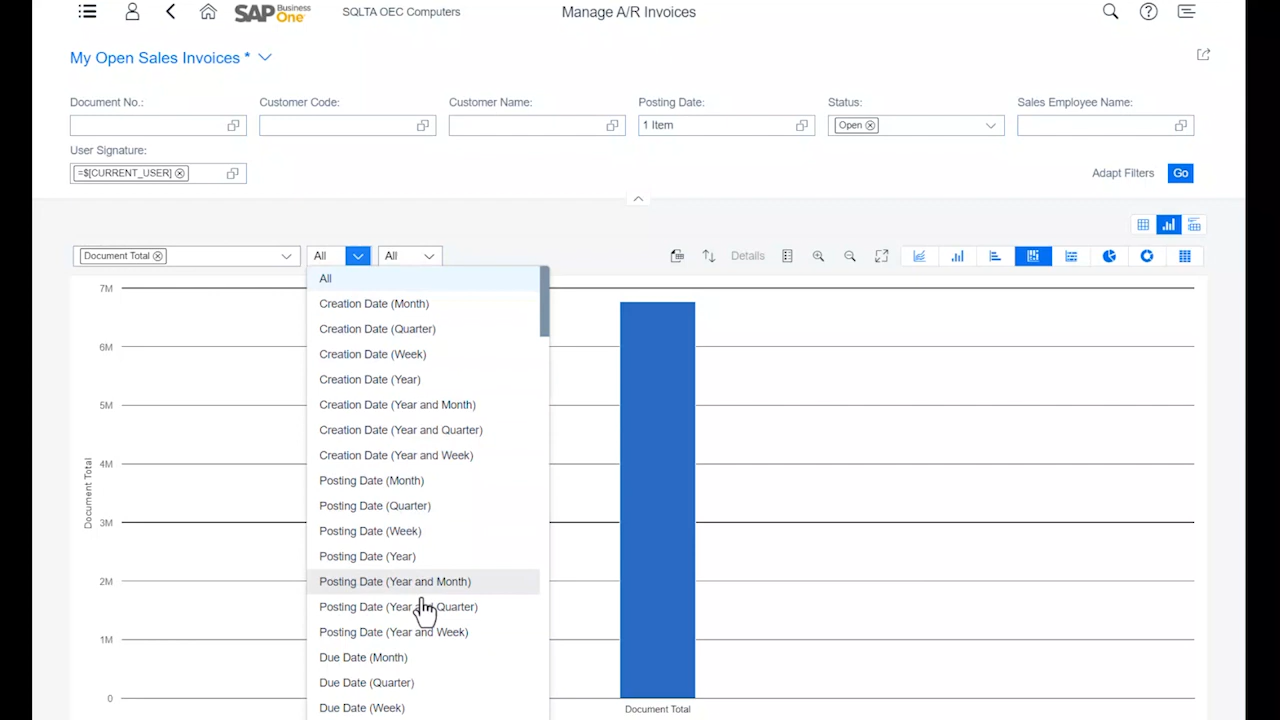 SAP Business One SQLTA OEC Computers Manage A/R Invoices
My Open Sales Invoices *
Document No.: Customer Code: Customer Name: Posting Date: Status: Sales Employee Name:
1 Item Open
User Signature:
=$[CURRENT_USER] Adapt Filters Go
Document Total All All Details
All
Creation Date (Month)
Creation Date (Quarter)
Creation Date (Week)
Creation Date (Year)
Creation Date (Year and Month)
Creation Date (Year and Quarter)
Creation Date (Year and Week)
Posting Date (Month)
Posting Date (Quarter)
Posting Date (Week)
Posting Date (Year)
Posting Date (Year and Month)
Posting Date (Year and Quarter)
Posting Date (Year and Week)
Due Date (Month)
Due Date (Quarter)
Due Date (Week)
7M
6M
5M
4M
3M
2M
1M
0
Document Total
Document Total